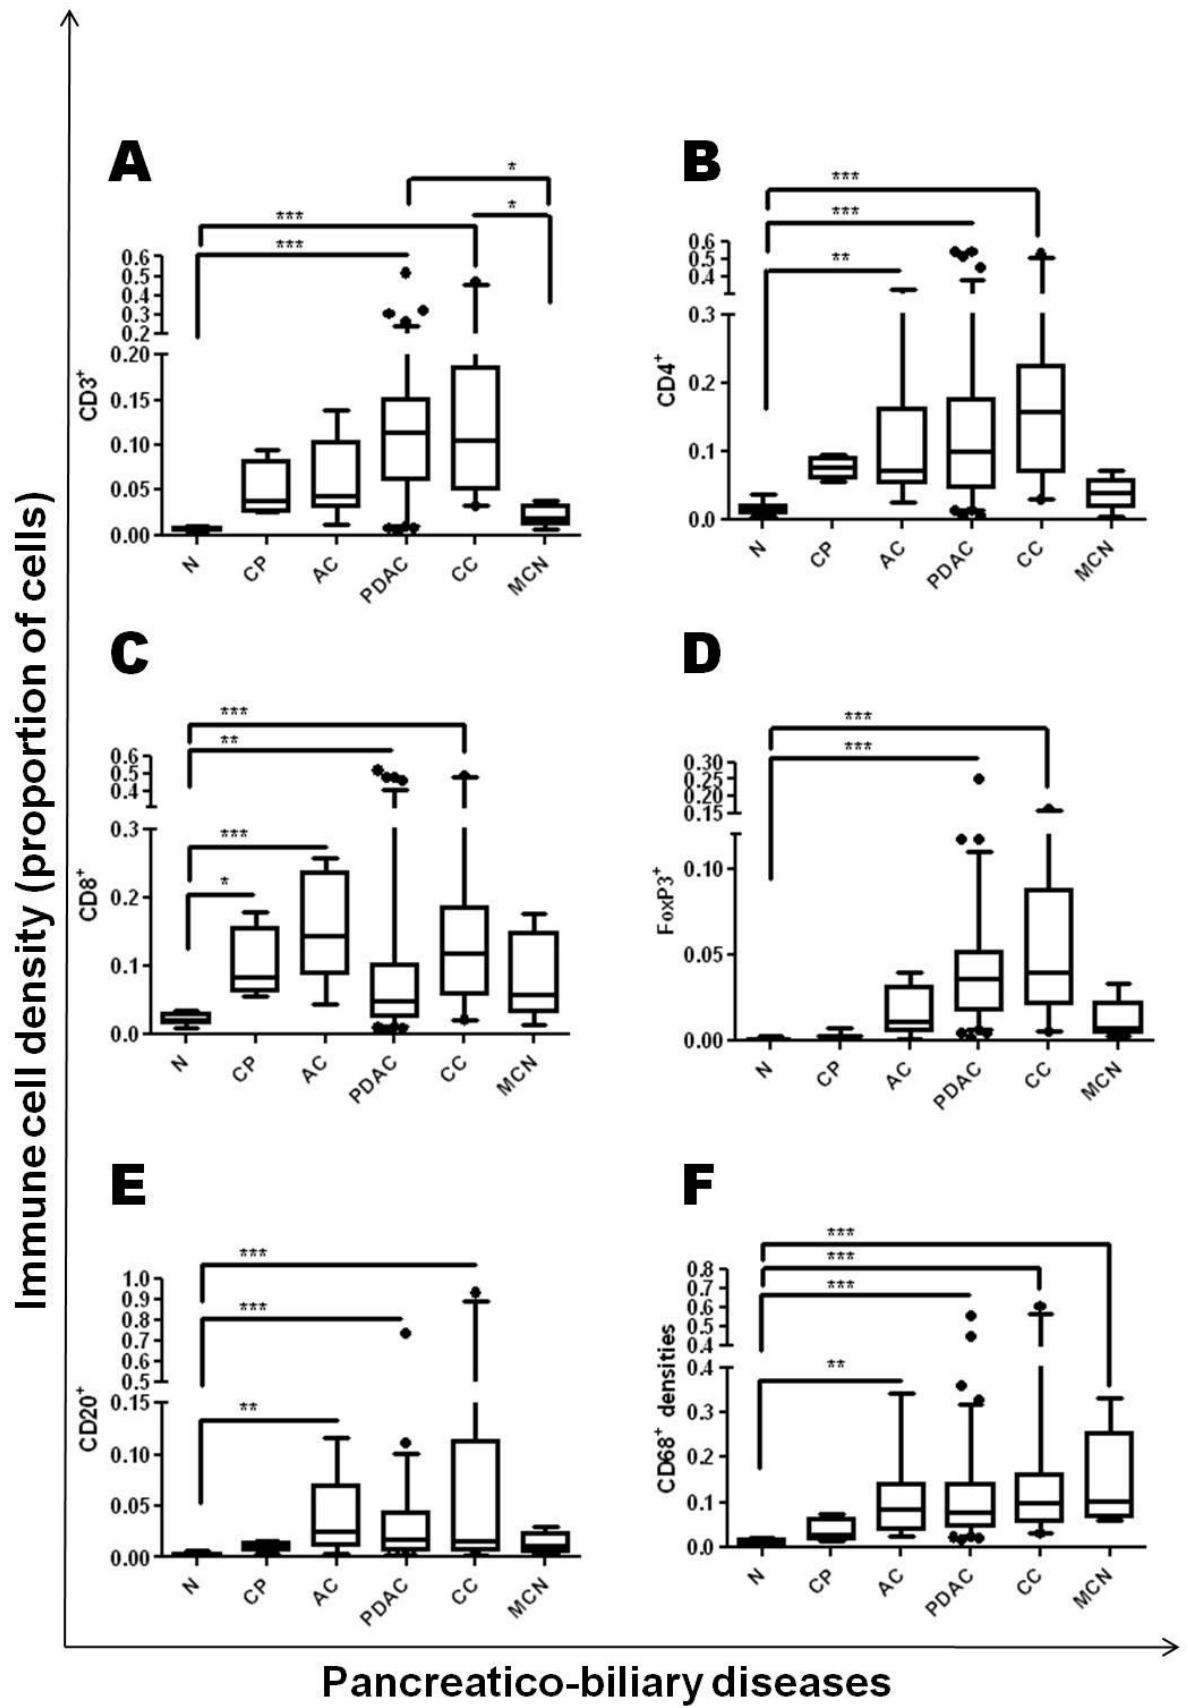 Immune cell density (proportion of cells)
A
*
*
***
***
0.6
0.5
0.4
0.3
0.2
0.20
0.15
0.10
0.05
0.00
CD3+
N
CP
AC
PDAC
CC
MCN
B
***
***
**
0.6
0.5
0.4
0.3
0.2
0.1
0.0
CD4+
N
CP
AC
PDAC
CC
MCN
C
***
**
***
*
0.6
0.5
0.4
0.3
0.2
0.1
0.0
CD8+
N
CP
AC
PDAC
CC
MCN
D
***
***
0.30
0.25
0.20
0.15
0.10
0.05
0.00
FoxP3+
N
CP
AC
PDAC
CC
MCN
E
***
***
**
1.0
0.9
0.8
0.7
0.6
0.5
0.15
0.10
0.05
0.00
CD20+
N
CP
AC
PDAC
CC
MCN
F
***
***
***
**
0.8
0.7
0.6
0.5
0.4
0.4
0.3
0.2
0.1
0.0
CD68+ densities
N
CP
AC
PDAC
CC
MCN
Pancreatico-biliary diseases